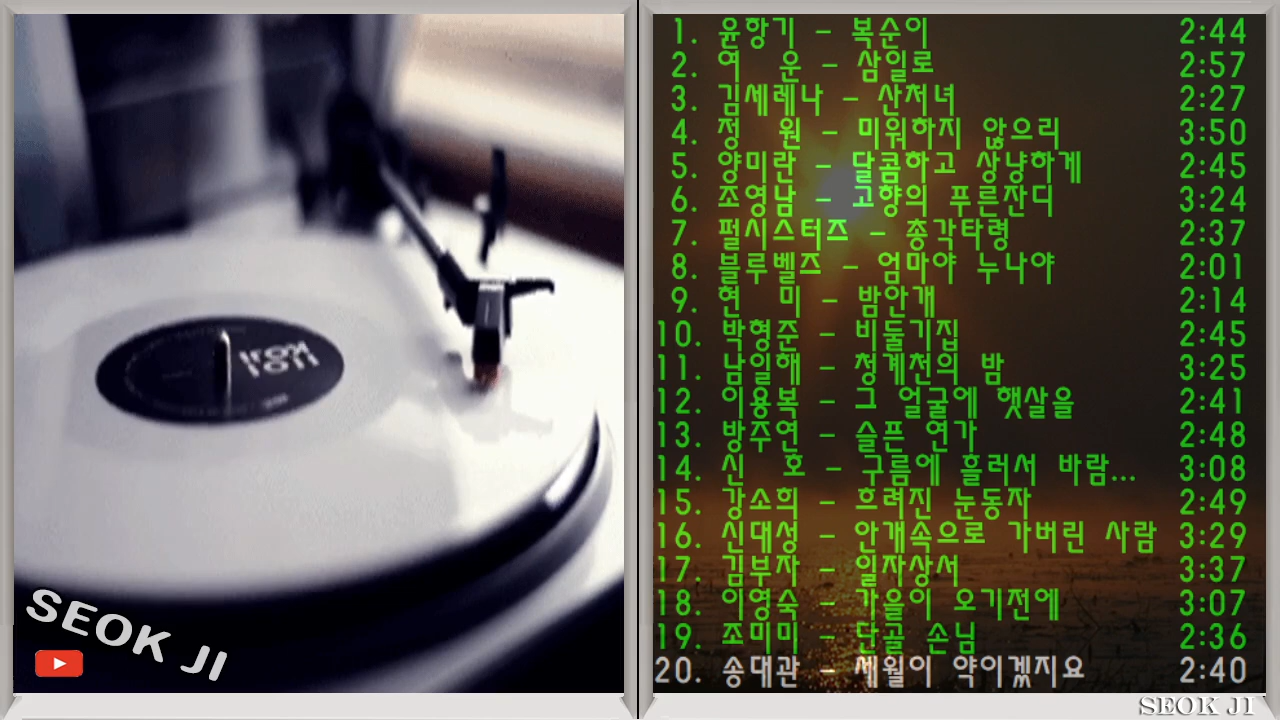 SEOK JI
1. 윤항기 - 복순이 2:44
2. 여 운 - 삼일로 2:57
3. 김세레나 - 산처녀 2:27
4. 정 원 - 미워하지 않으리 3:50
5. 양미란 - 달콤하고 상냥하게 2:45
6. 조영남 - 고향의 푸른잔디 3:24
7. 펄시스터즈 - 총각타령 2:37
8. 블루벨즈 - 엄마야 누나야 2:01
9. 현 미 - 밤안개 2:14
10. 박형준 - 비둘기집 2:45
11. 남일해 - 청계천의 밤 3:25
12. 이용복 - 그 얼굴에 햇살을 2:41
13. 방주연 - 슬픈 연가 2:48
14. 신 호 - 구름에 흘러서 바람... 3:08
15. 강소희 - 흐려진 눈동자 2:49
16. 신대성 - 안개속으로 가버린 사람 3:29
17. 김부자 - 일자상서 3:37
18. 이영숙 - 가을이 오기전에 3:07
19. 조미미 - 단골 손님 2:36
20. 송대관 - 세월이 약이겠지요 2:40
SEOK JI